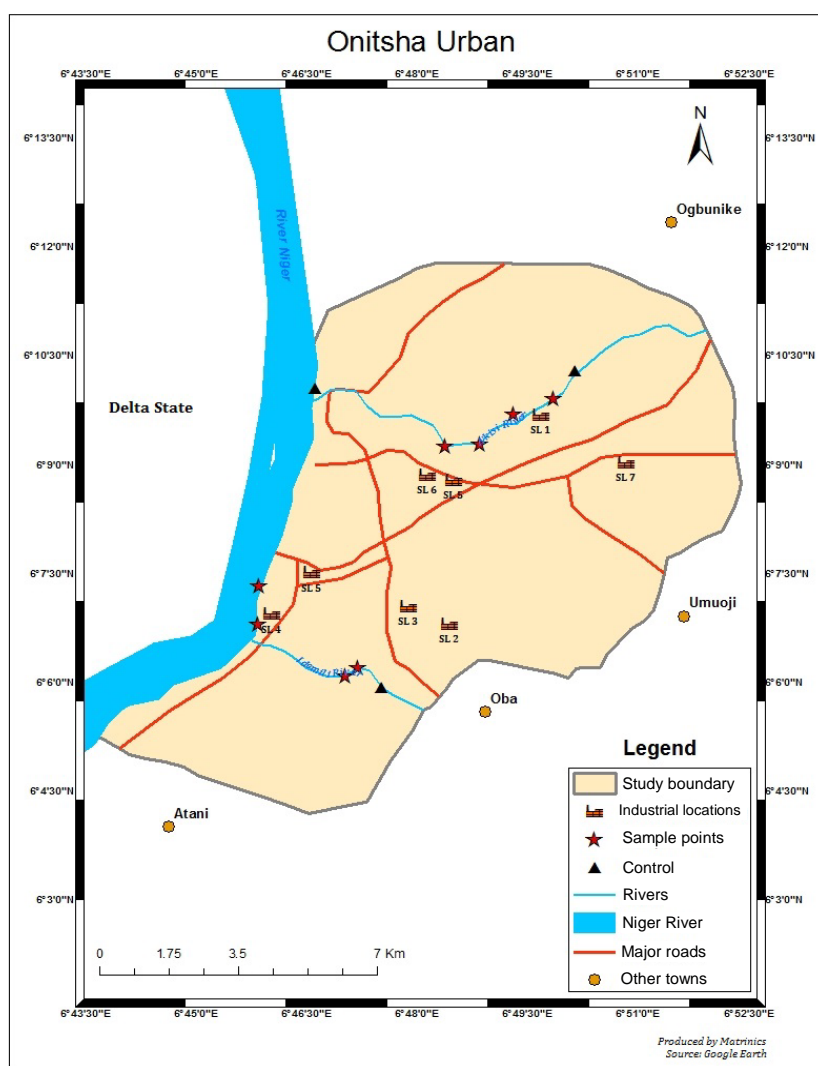 Onitsha Urban
6°43'30"E 6°45'0"E 6°46'30"E 6°48'0"E 6°49'30"E 6°51'0"E 6°52'30"E
6°13'30"N 6°13'30"N
N
Ogbunike
River Niger
6°12'0"N 6°12'0"N
6°10'30"N 6°10'30"N
Delta State
SL 1
6°9'0"N 6°9'0"N
SL 6
SL 5
SL 7
6°7'30"N 6°7'30"N
SL 5
SL 3
SL 4
SL 2
Umuoji
6°6'0"N 6°6'0"N
Oba
6°4'30"N 6°4'30"N
Atani
6°3'0"N 6°3'0"N
Legend
Study boundary
Industrial locations
Sample points
Control
Rivers
Niger River
Major roads
Other towns
0 1.75 3.5 7 Km
6°43'30"E 6°45'0"E 6°46'30"E 6°48'0"E 6°49'30"E 6°51'0"E 6°52'30"E
Produced by Matrinics
Source: Google Earth